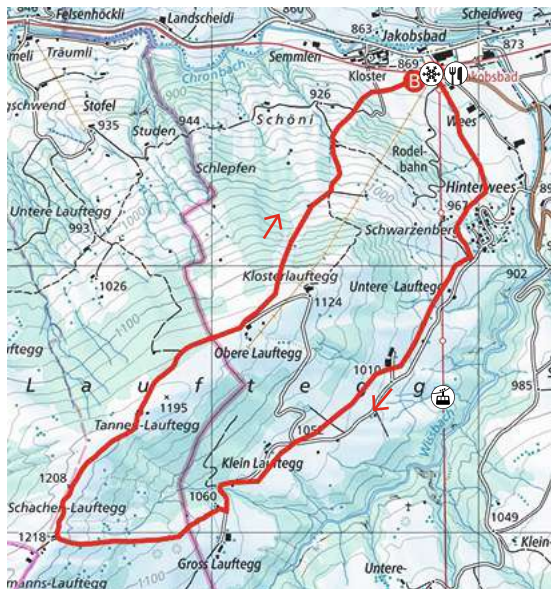 Felsenhöckli
Landscheidi
Scheidweg
863
Jakobsbad
873
Träumli
Semmlen
869
Chronbach
Kloster
B
900
926
Stofel
Schöni
Wees
935
944
Studen
Rodel-
bahn
1000
Schlepfen
Hinterwees
967
Untere Lauftegg
1000
993
Schwarzenberg
Klosterlauftegg
902
1026
1124
Untere Lauftegg
1100
Obere Lauftegg
1010
Lauftegg
985
1195
Tannen-Lauftegg
Wissbach
Klein Lauftegg
1208
1060
Schachen-Lauftegg
1049
1218
Klein-
Gross Lauftegg
Untere-
manns-Lauftegg
1100